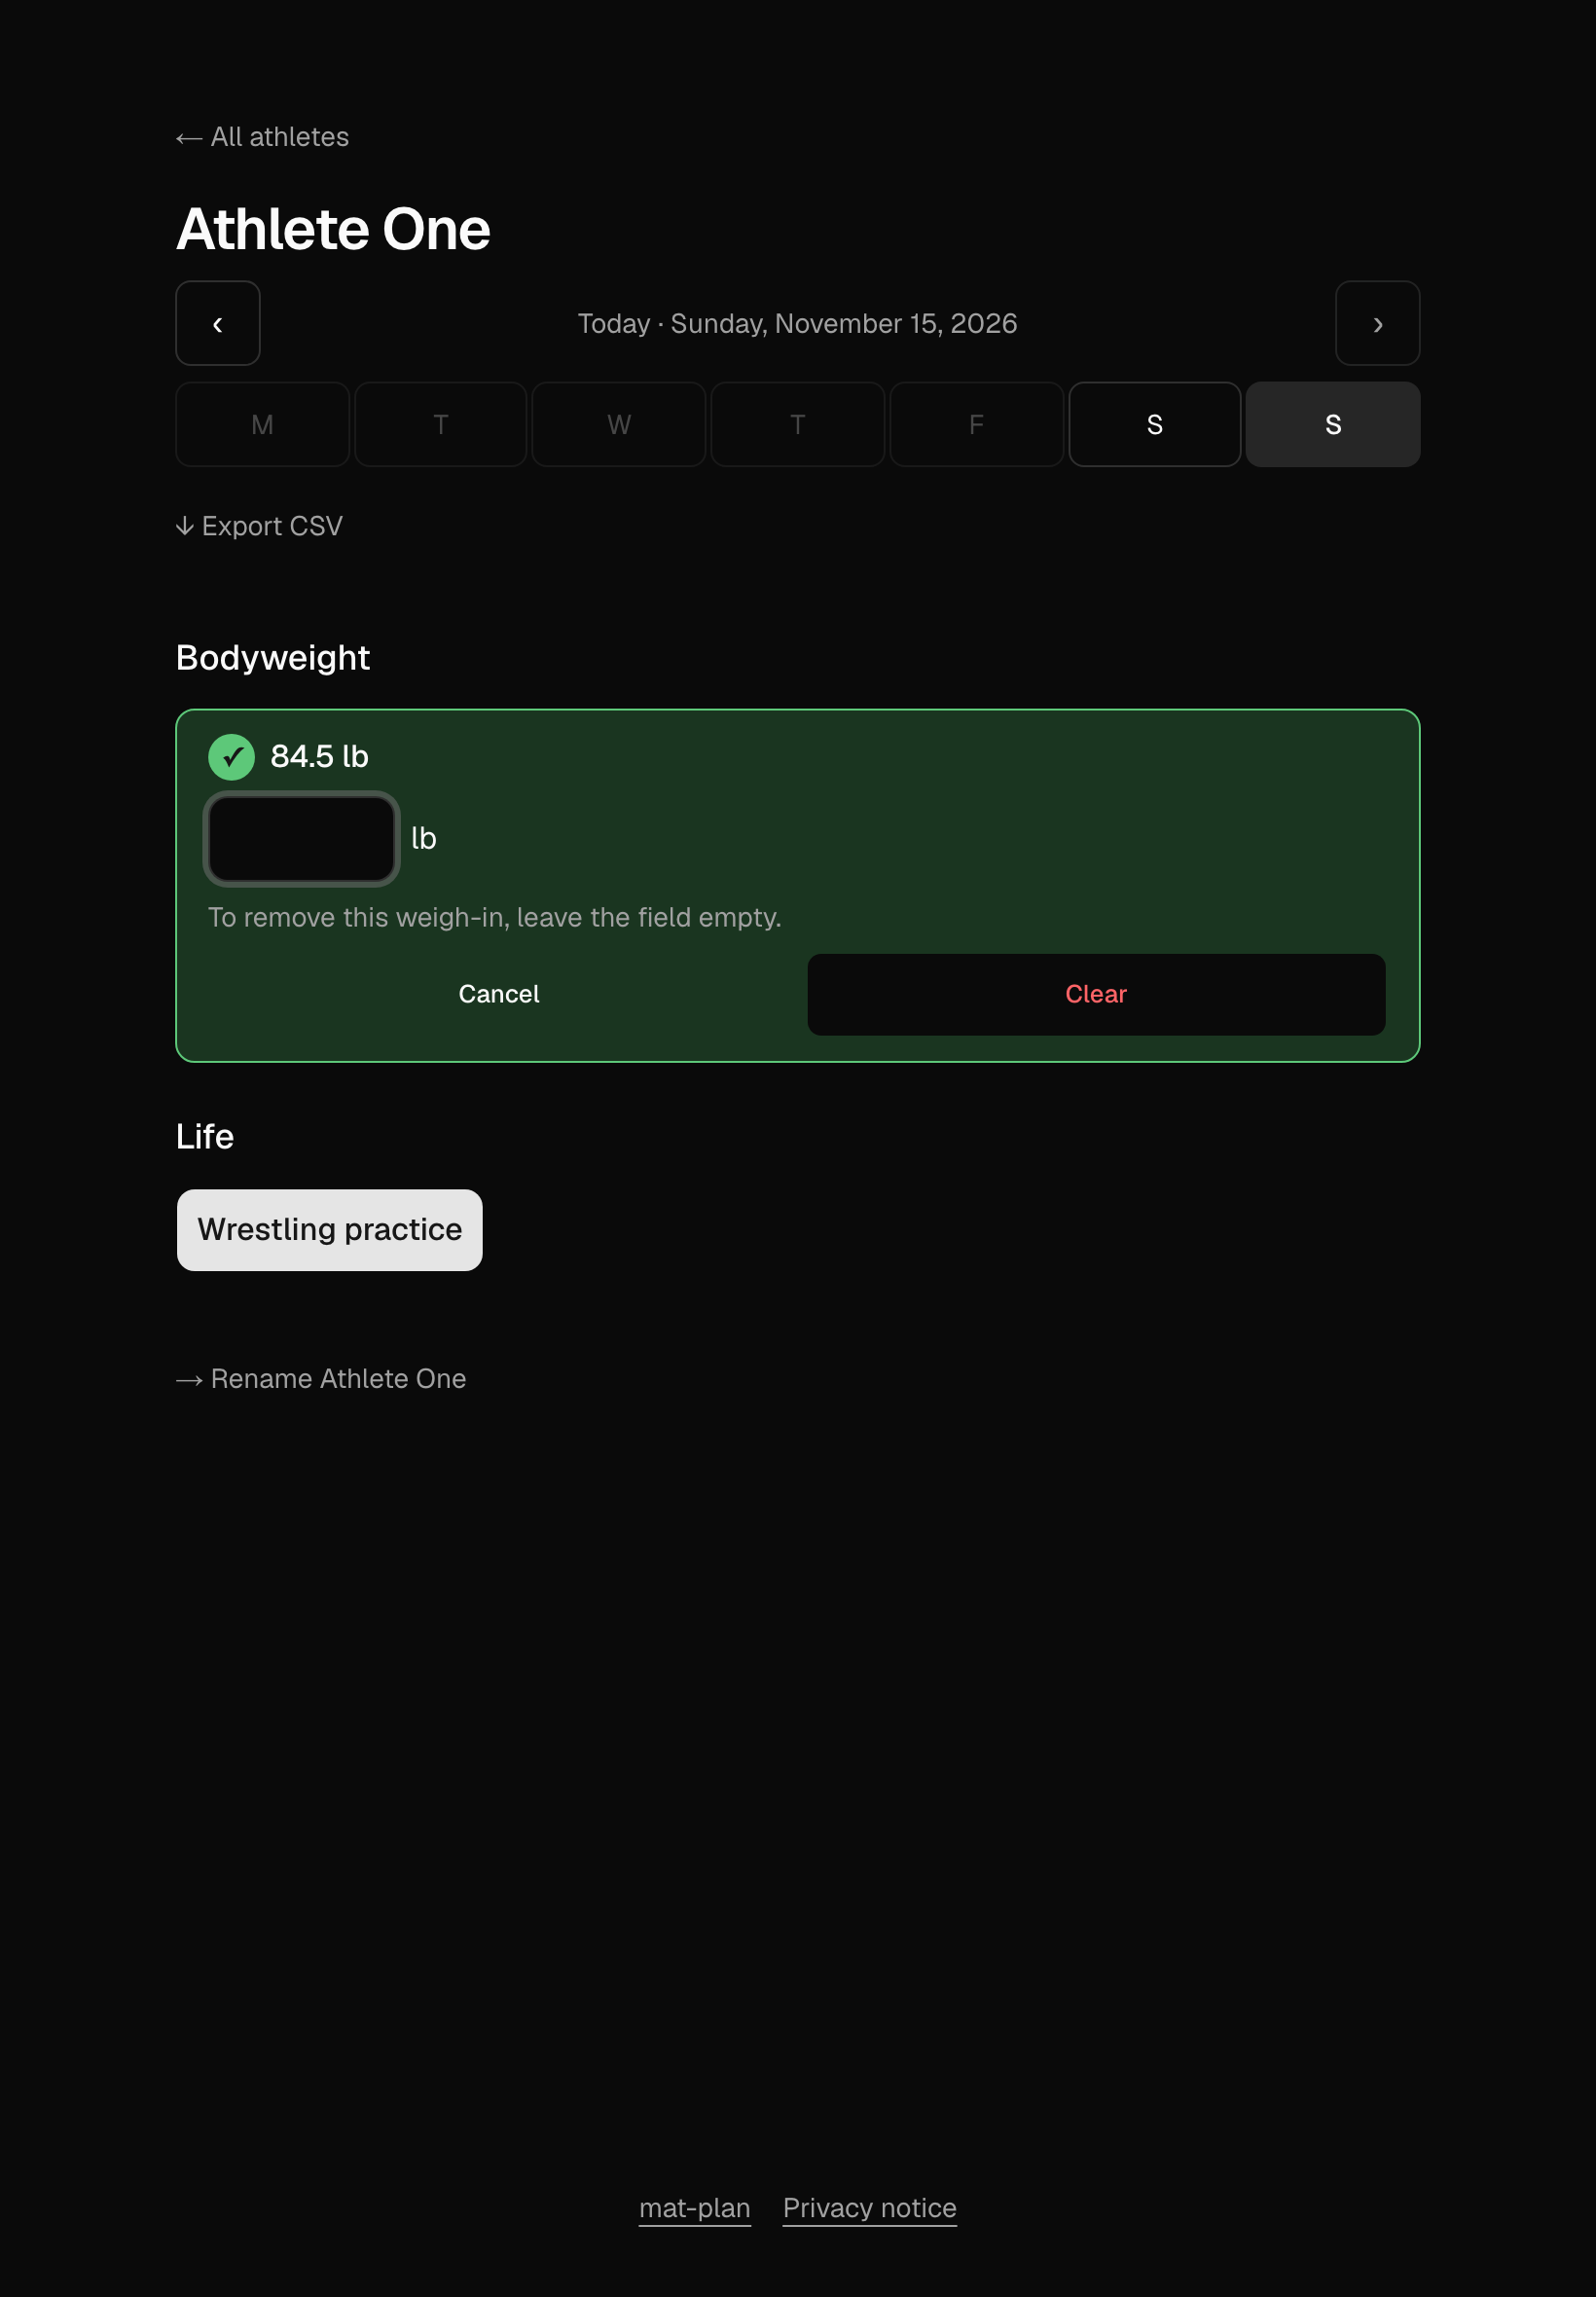 ← All athletes
Athlete One
‹ Today · Sunday, November 15, 2026 ›
M T W T F S S
↓ Export CSV
Bodyweight
✓ 84.5 lb
lb
To remove this weigh-in, leave the field empty.
Cancel Clear
Life
Wrestling practice
→ Rename Athlete One
mat-plan Privacy notice